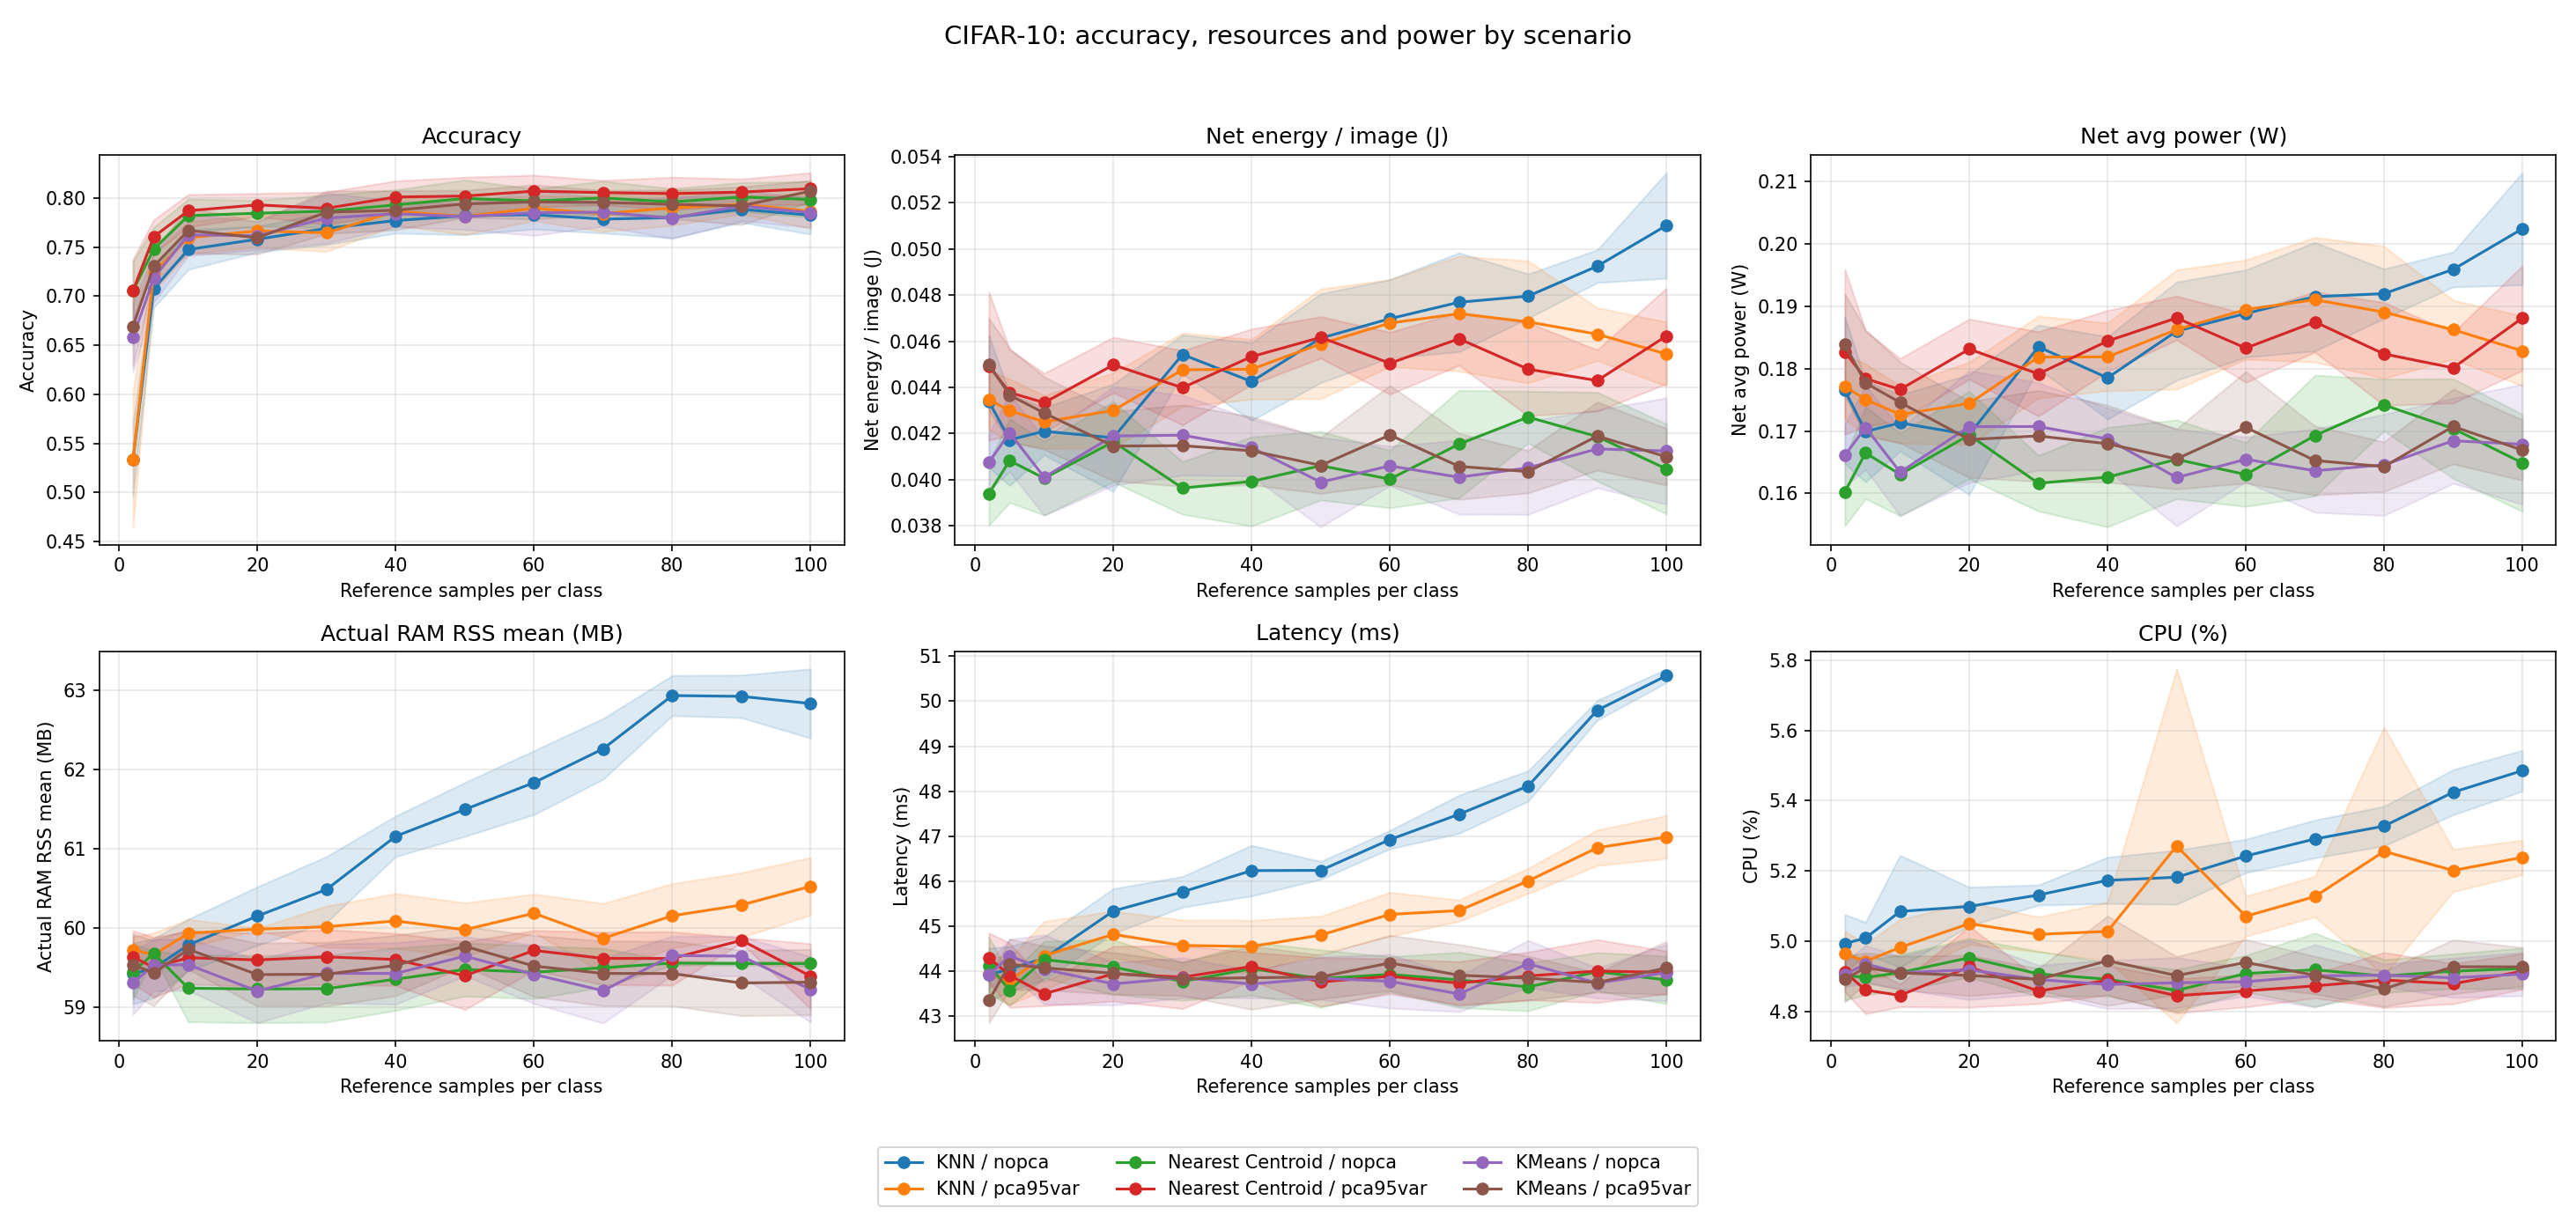 CIFAR-10: accuracy, resources and power by scenario
Accuracy
Accuracy
0.80
0.75
0.70
0.65
0.60
0.55
0.50
0.45
0 20 40 60 80 100
Reference samples per class
Net energy / image (J)
Net energy / image (J)
0.054
0.052
0.050
0.048
0.046
0.044
0.042
0.040
0.038
0 20 40 60 80 100
Reference samples per class
Net avg power (W)
Net avg power (W)
0.21
0.20
0.19
0.18
0.17
0.16
0 20 40 60 80 100
Reference samples per class
Actual RAM RSS mean (MB)
Actual RAM RSS mean (MB)
63
62
61
60
59
0 20 40 60 80 100
Reference samples per class
Latency (ms)
Latency (ms)
51
50
49
48
47
46
45
44
43
0 20 40 60 80 100
Reference samples per class
CPU (%)
CPU (%)
5.8
5.6
5.4
5.2
5.0
4.8
0 20 40 60 80 100
Reference samples per class
KNN / nopca
KNN / pca95var
Nearest Centroid / nopca
Nearest Centroid / pca95var
KMeans / nopca
KMeans / pca95var